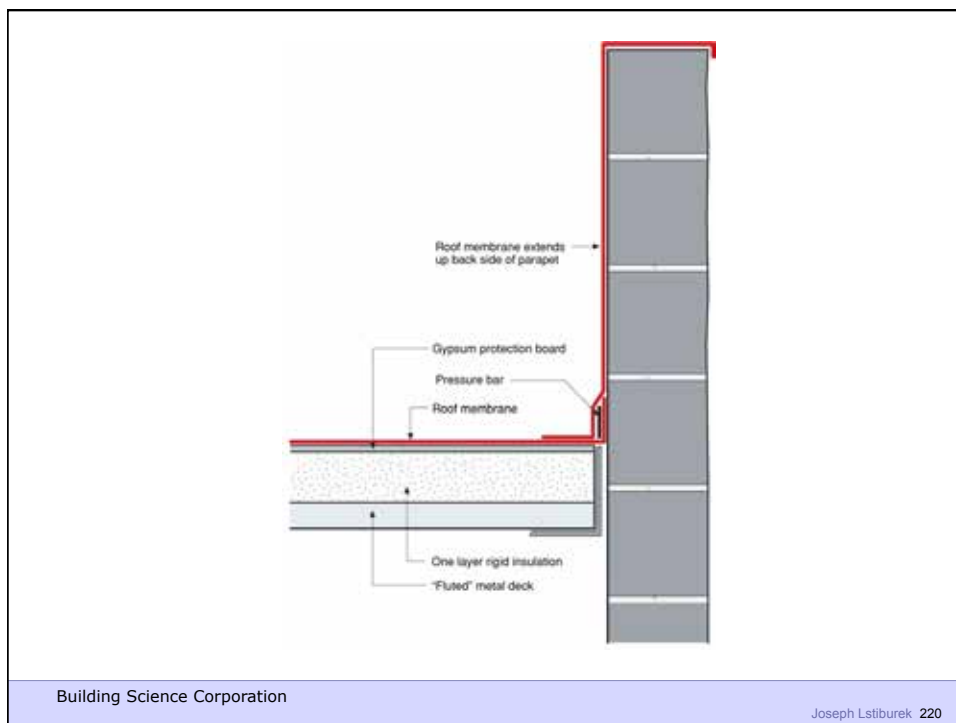 Roof membrane extends
up back side of parapet
Gypsum protection board
Pressure bar
Roof membrane
One layer rigid insulation
"Fluted" metal deck
Building Science Corporation
Joseph Lstiburek 220